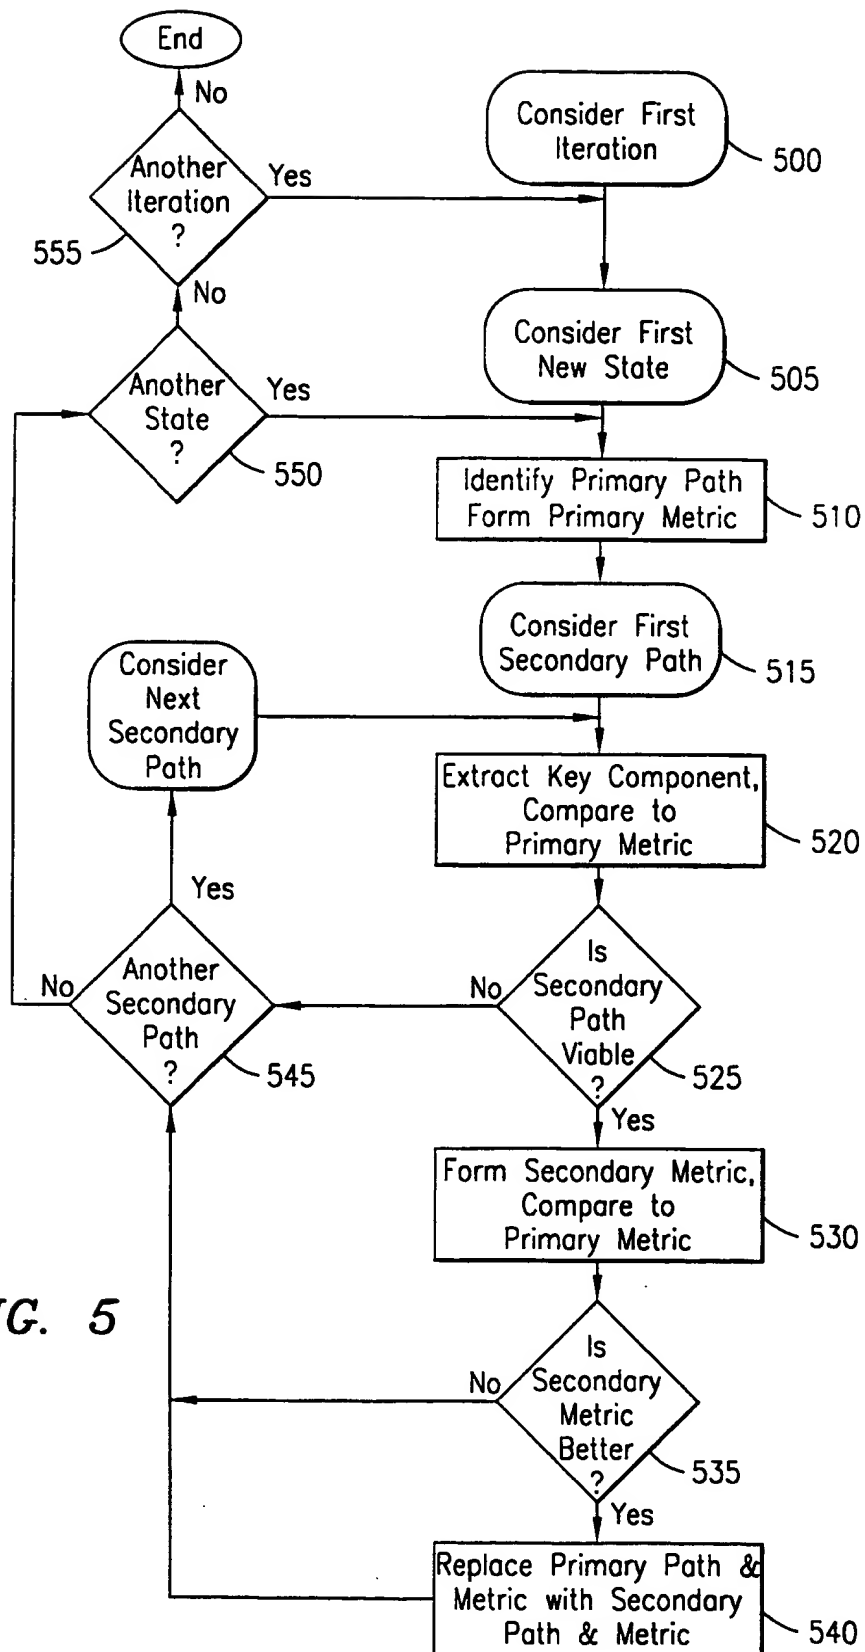 End
No
Another
Iteration
?
Yes
555
Consider First
Iteration
500
No
Another
State
?
Yes
550
Consider First
New State
505
Identify Primary Path
Form Primary Metric
510
Consider First
Secondary Path
515
Consider
Next
Secondary
Path
Extract Key Component,
Compare to
Primary Metric
520
Yes
No
Another
Secondary
Path
?
545
No
Is
Secondary
Path
Viable
?
525
Yes
Form Secondary Metric,
Compare to
Primary Metric
530
G. 5
No
Is
Secondary
Metric
Better
?
535
Yes
Replace Primary Path &
Metric with Secondary
Path & Metric
540